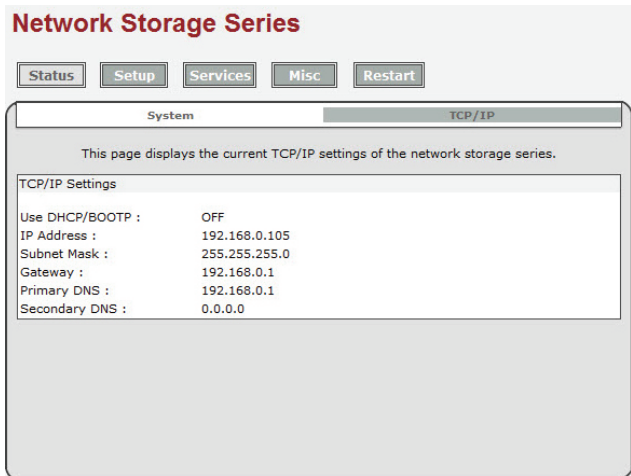 Network Storage Series
Status Setup Services Misc Restart
System TCP/IP
This page displays the current TCP/IP settings of the network storage series.
TCP/IP Settings
Use DHCP/BOOTP : OFF
IP Address : 192.168.0.105
Subnet Mask : 255.255.255.0
Gateway : 192.168.0.1
Primary DNS : 192.168.0.1
Secondary DNS : 0.0.0.0